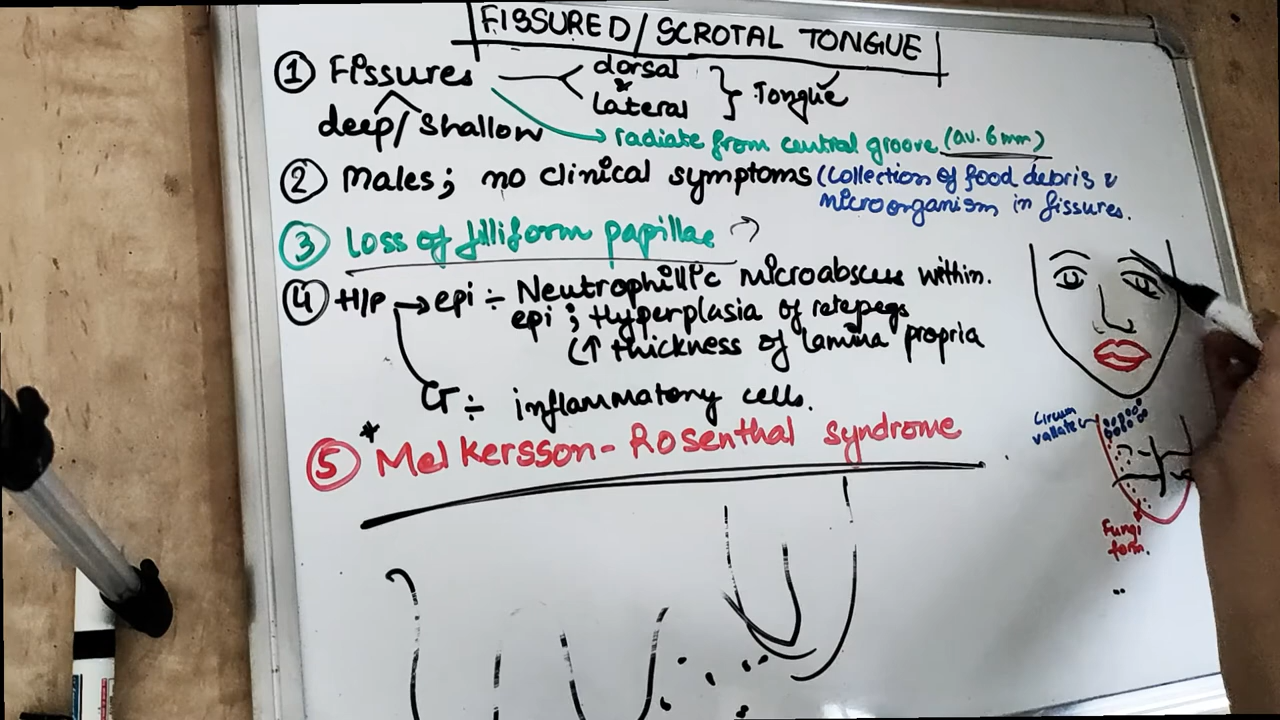 FISSURED/SCROTAL TONGUE
① Fissures dorsal
lateral } Tongue
deep/shallow
radiate from central groove (av. 6mm)
② Males; no clinical symptoms (collection of food debris &
microorganism in fissures.
③ Loss of filliform papillae
④ H/P → epi ÷ Neutrophillic microabscess within.
epi; Hyperplasia of retepegs
(↑ thickness of lamina propria
CT ÷ inflammatory cells.
* ⑤ Melkersson-Rosenthal syndrome
Circum
vallate
Fungi
form.